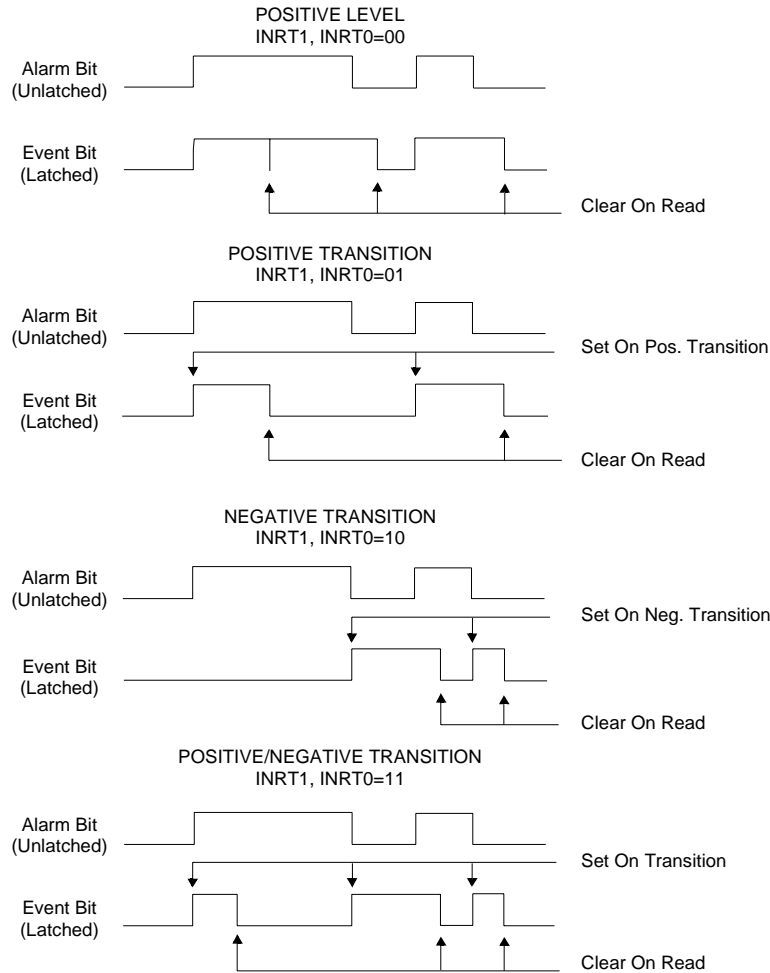 POSITIVE LEVEL
INRT1, INRT0=00
Alarm Bit
(Unlatched)
Event Bit
(Latched)
Clear On Read
POSITIVE TRANSITION
INRT1, INRT0=01
Alarm Bit
(Unlatched)
Set On Pos. Transition
Event Bit
(Latched)
Clear On Read
NEGATIVE TRANSITION
INRT1, INRT0=10
Alarm Bit
(Unlatched)
Set On Neg. Transition
Event Bit
(Latched)
Clear On Read
POSITIVE/NEGATIVE TRANSITION
INRT1, INRT0=11
Alarm Bit
(Unlatched)
Set On Transition
Event Bit
(Latched)
Clear On Read